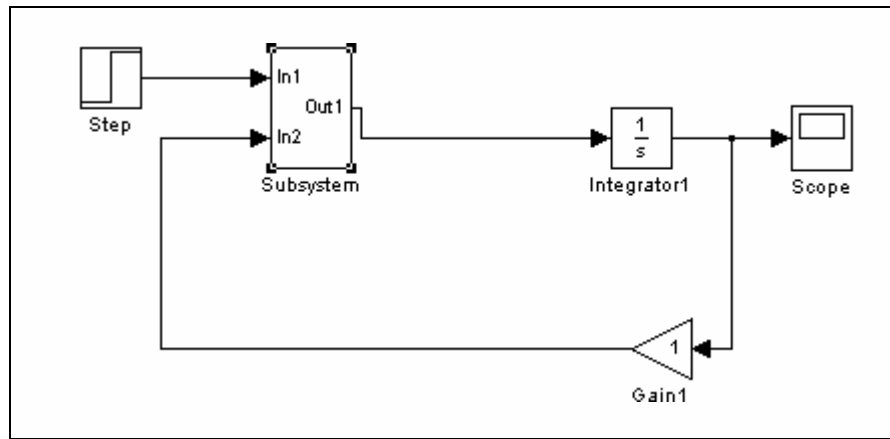 Step
In1
In2
Out1
Subsystem
1
s
Integrator1
Scope
1
Gain1